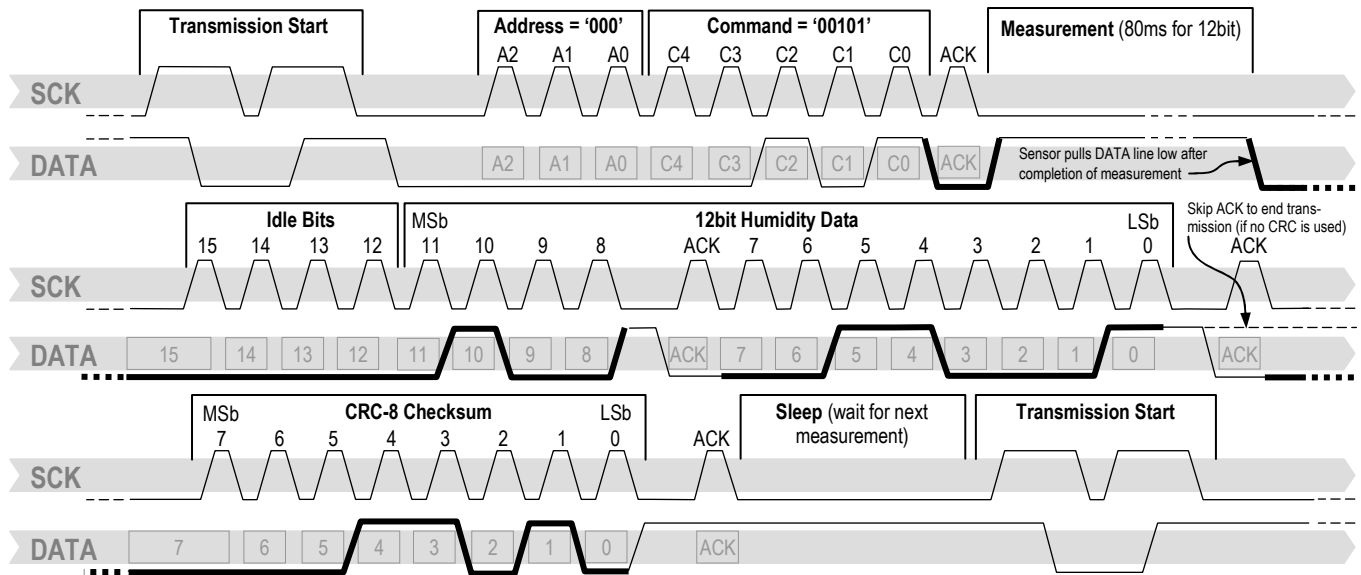 Transmission Start Address = ‘000’ Command = ‘00101’ Measurement (80ms for 12bit)
A2 A1 A0 C4 C3 C2 C1 C0 ACK
SCK
DATA A2 A1 A0 C4 C3 C2 C1 C0 ACK
Sensor pulls DATA line low after
completion of measurement
Skip ACK to end trans-
mission (if no CRC is used)
Idle Bits MSb 12bit Humidity Data LSb
15 14 13 12 11 10 9 8 ACK 7 6 5 4 3 2 1 0 ACK
SCK
DATA 15 14 13 12 11 10 9 8 ACK 7 6 5 4 3 2 1 0 ACK
MSb CRC-8 Checksum LSb Sleep (wait for next Transmission Start
measurement)
7 6 5 4 3 2 1 0 ACK
SCK
DATA 7 6 5 4 3 2 1 0 ACK